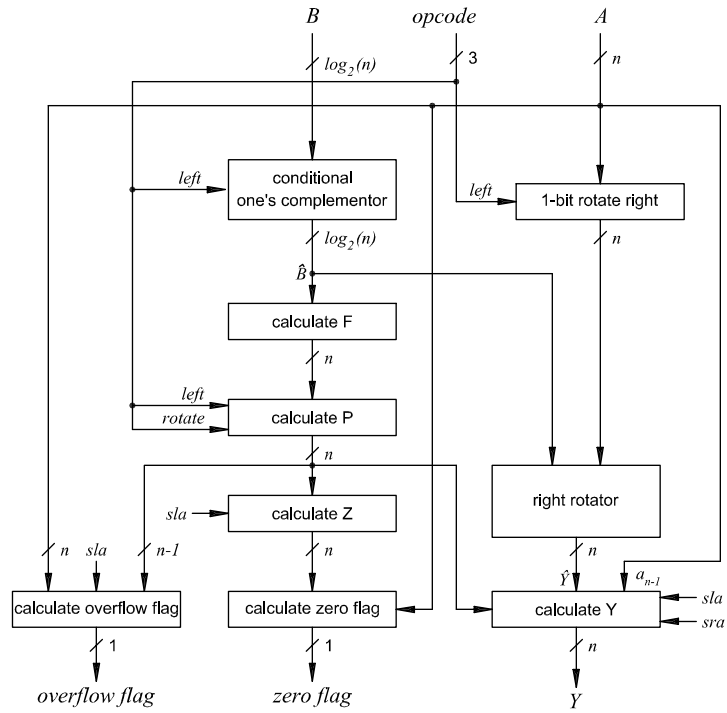 B
opcode
A
log2(n)
3
n
left
conditional
one's complementor
left
1-bit rotate right
log2(n)
n
B̂
calculate F
n
left
rotate
calculate P
n
right rotator
sla
calculate Z
n
sla
n-1
n
n
Ŷ
an-1
calculate overflow flag
calculate zero flag
calculate Y
sla
sra
1
1
n
overflow flag
zero flag
Y